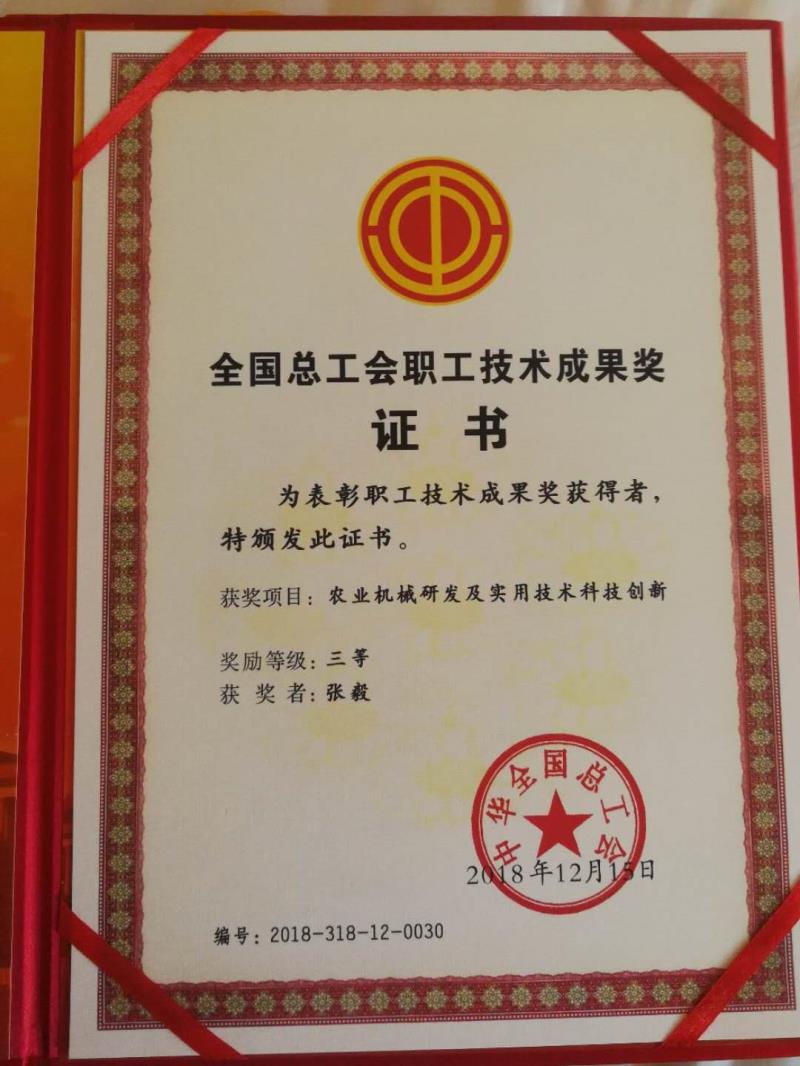 全国总工会职工技术成果奖
证书
为表彰职工技术成果奖获得者，
特颁发此证书。
获奖项目：农业机械研发及实用技术科技创新
奖励等级：三等
获奖者：张毅
中华全国总工会
2018年12月15日
编号：2018-318-12-0030